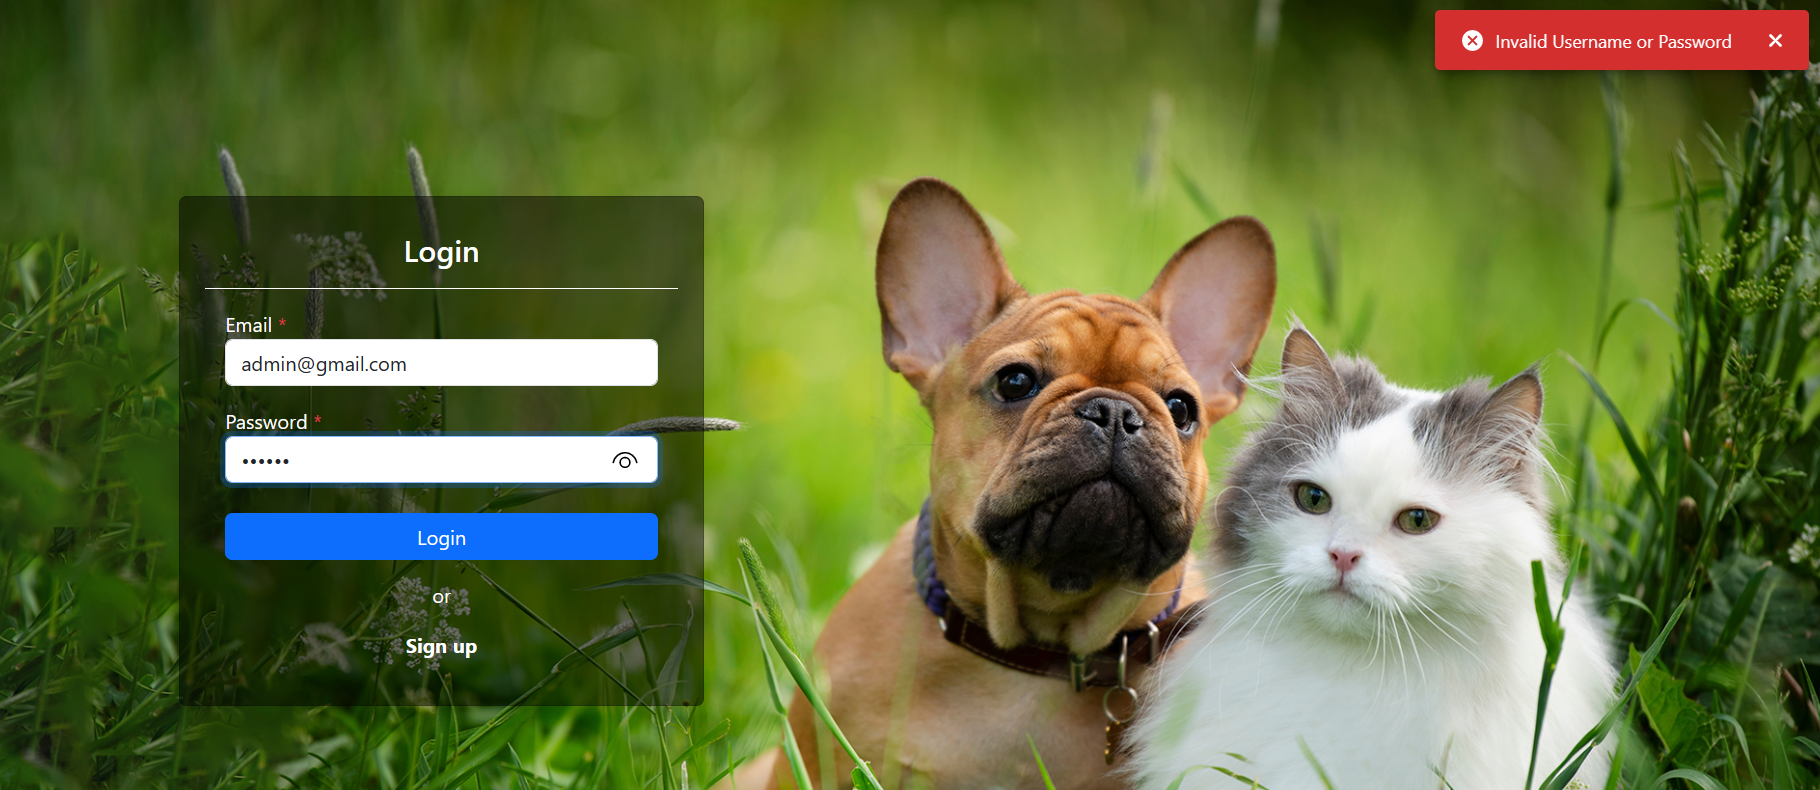 Invalid Username or Password
Login
Email *
admin@gmail.com
Password *
••••••
Login
or
Sign up